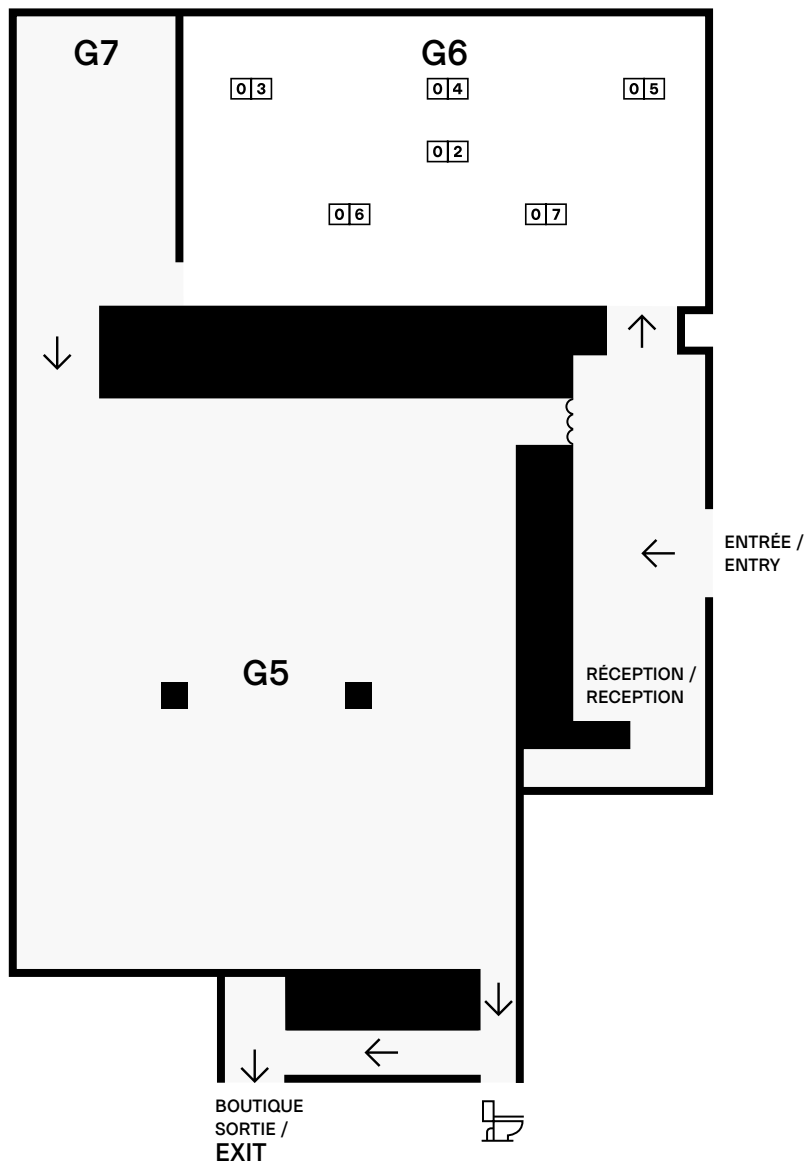 G7
G6
03
04
05
02
06
07
ENTRÉE /
ENTRY
G5
RÉCEPTION /
RECEPTION
BOUTIQUE
SORTIE /
EXIT